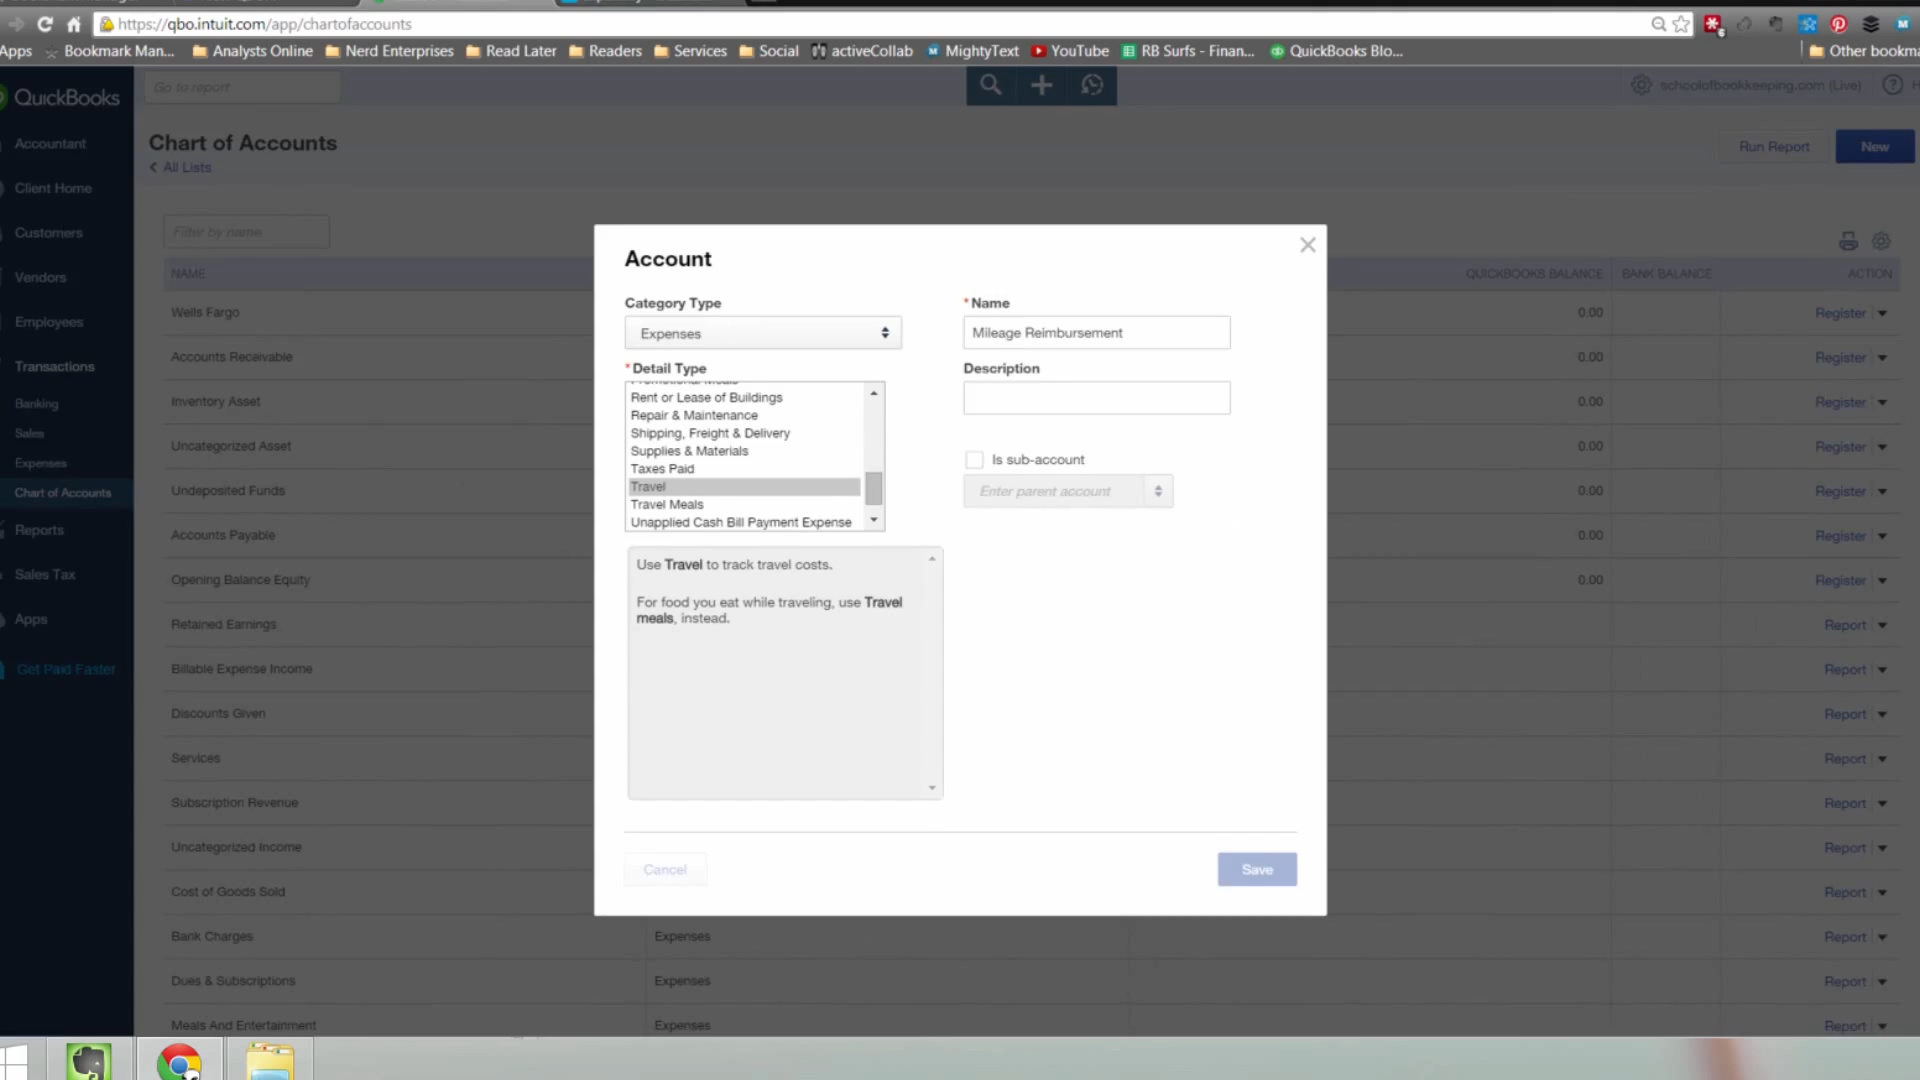 https://qbo.intuit.com/app/chartofaccounts
Apps
Bookmark Man...
Analysts Online
Nerd Enterprises
Read Later
Readers
Services
Social
activeCollab
MightyText
YouTube
RB Surfs - Finan...
QuickBooks Blo...
Other bookma
QuickBooks
Go to report
schoolofbookkeeping.com (Live)
Accountant
Client Home
Customers
Vendors
Employees
Transactions
Banking
Sales
Expenses
Chart of Accounts
Reports
Sales Tax
Apps
Get Paid Faster
Chart of Accounts
All Lists
Run Report
New
Filter by name
NAME
QUICKBOOKS BALANCE
BANK BALANCE
ACTION
Wells Fargo
0.00
Register
Accounts Receivable
0.00
Register
Inventory Asset
0.00
Register
Uncategorized Asset
0.00
Register
Undeposited Funds
0.00
Register
Accounts Payable
0.00
Register
Opening Balance Equity
0.00
Register
Retained Earnings
Report
Billable Expense Income
Report
Discounts Given
Report
Services
Report
Subscription Revenue
Report
Uncategorized Income
Report
Cost of Goods Sold
Report
Bank Charges
Expenses
Report
Dues & Subscriptions
Expenses
Report
Meals And Entertainment
Expenses
Report
Account
Category Type
Expenses
*Detail Type
Promotional Meals
Rent or Lease of Buildings
Repair & Maintenance
Shipping, Freight & Delivery
Supplies & Materials
Taxes Paid
Travel
Travel Meals
Unapplied Cash Bill Payment Expense
Use Travel to track travel costs.
For food you eat while traveling, use Travel
meals, instead.
*Name
Mileage Reimbursement
Description
Is sub-account
Enter parent account
Cancel
Save